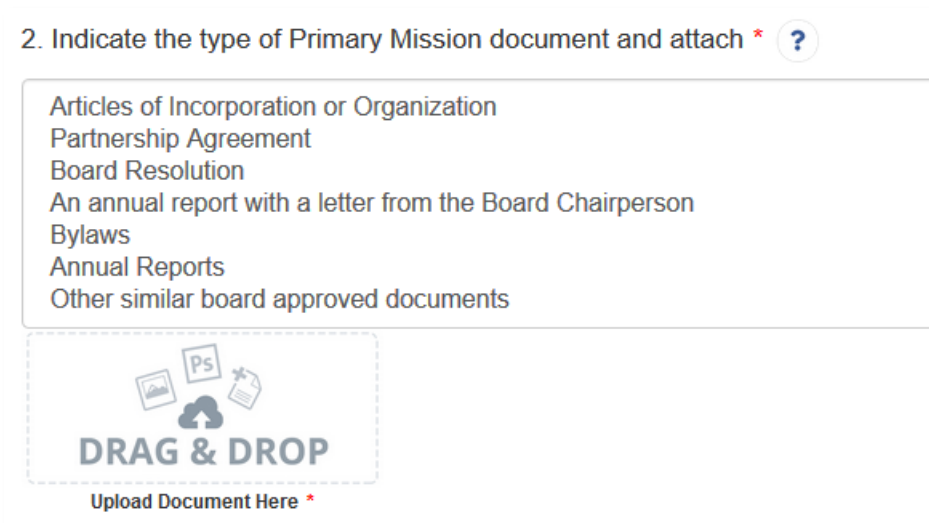 2. Indicate the type of Primary Mission document and attach * ?
Articles of Incorporation or Organization
Partnership Agreement
Board Resolution
An annual report with a letter from the Board Chairperson
Bylaws
Annual Reports
Other similar board approved documents
Ps
DRAG & DROP
Upload Document Here *